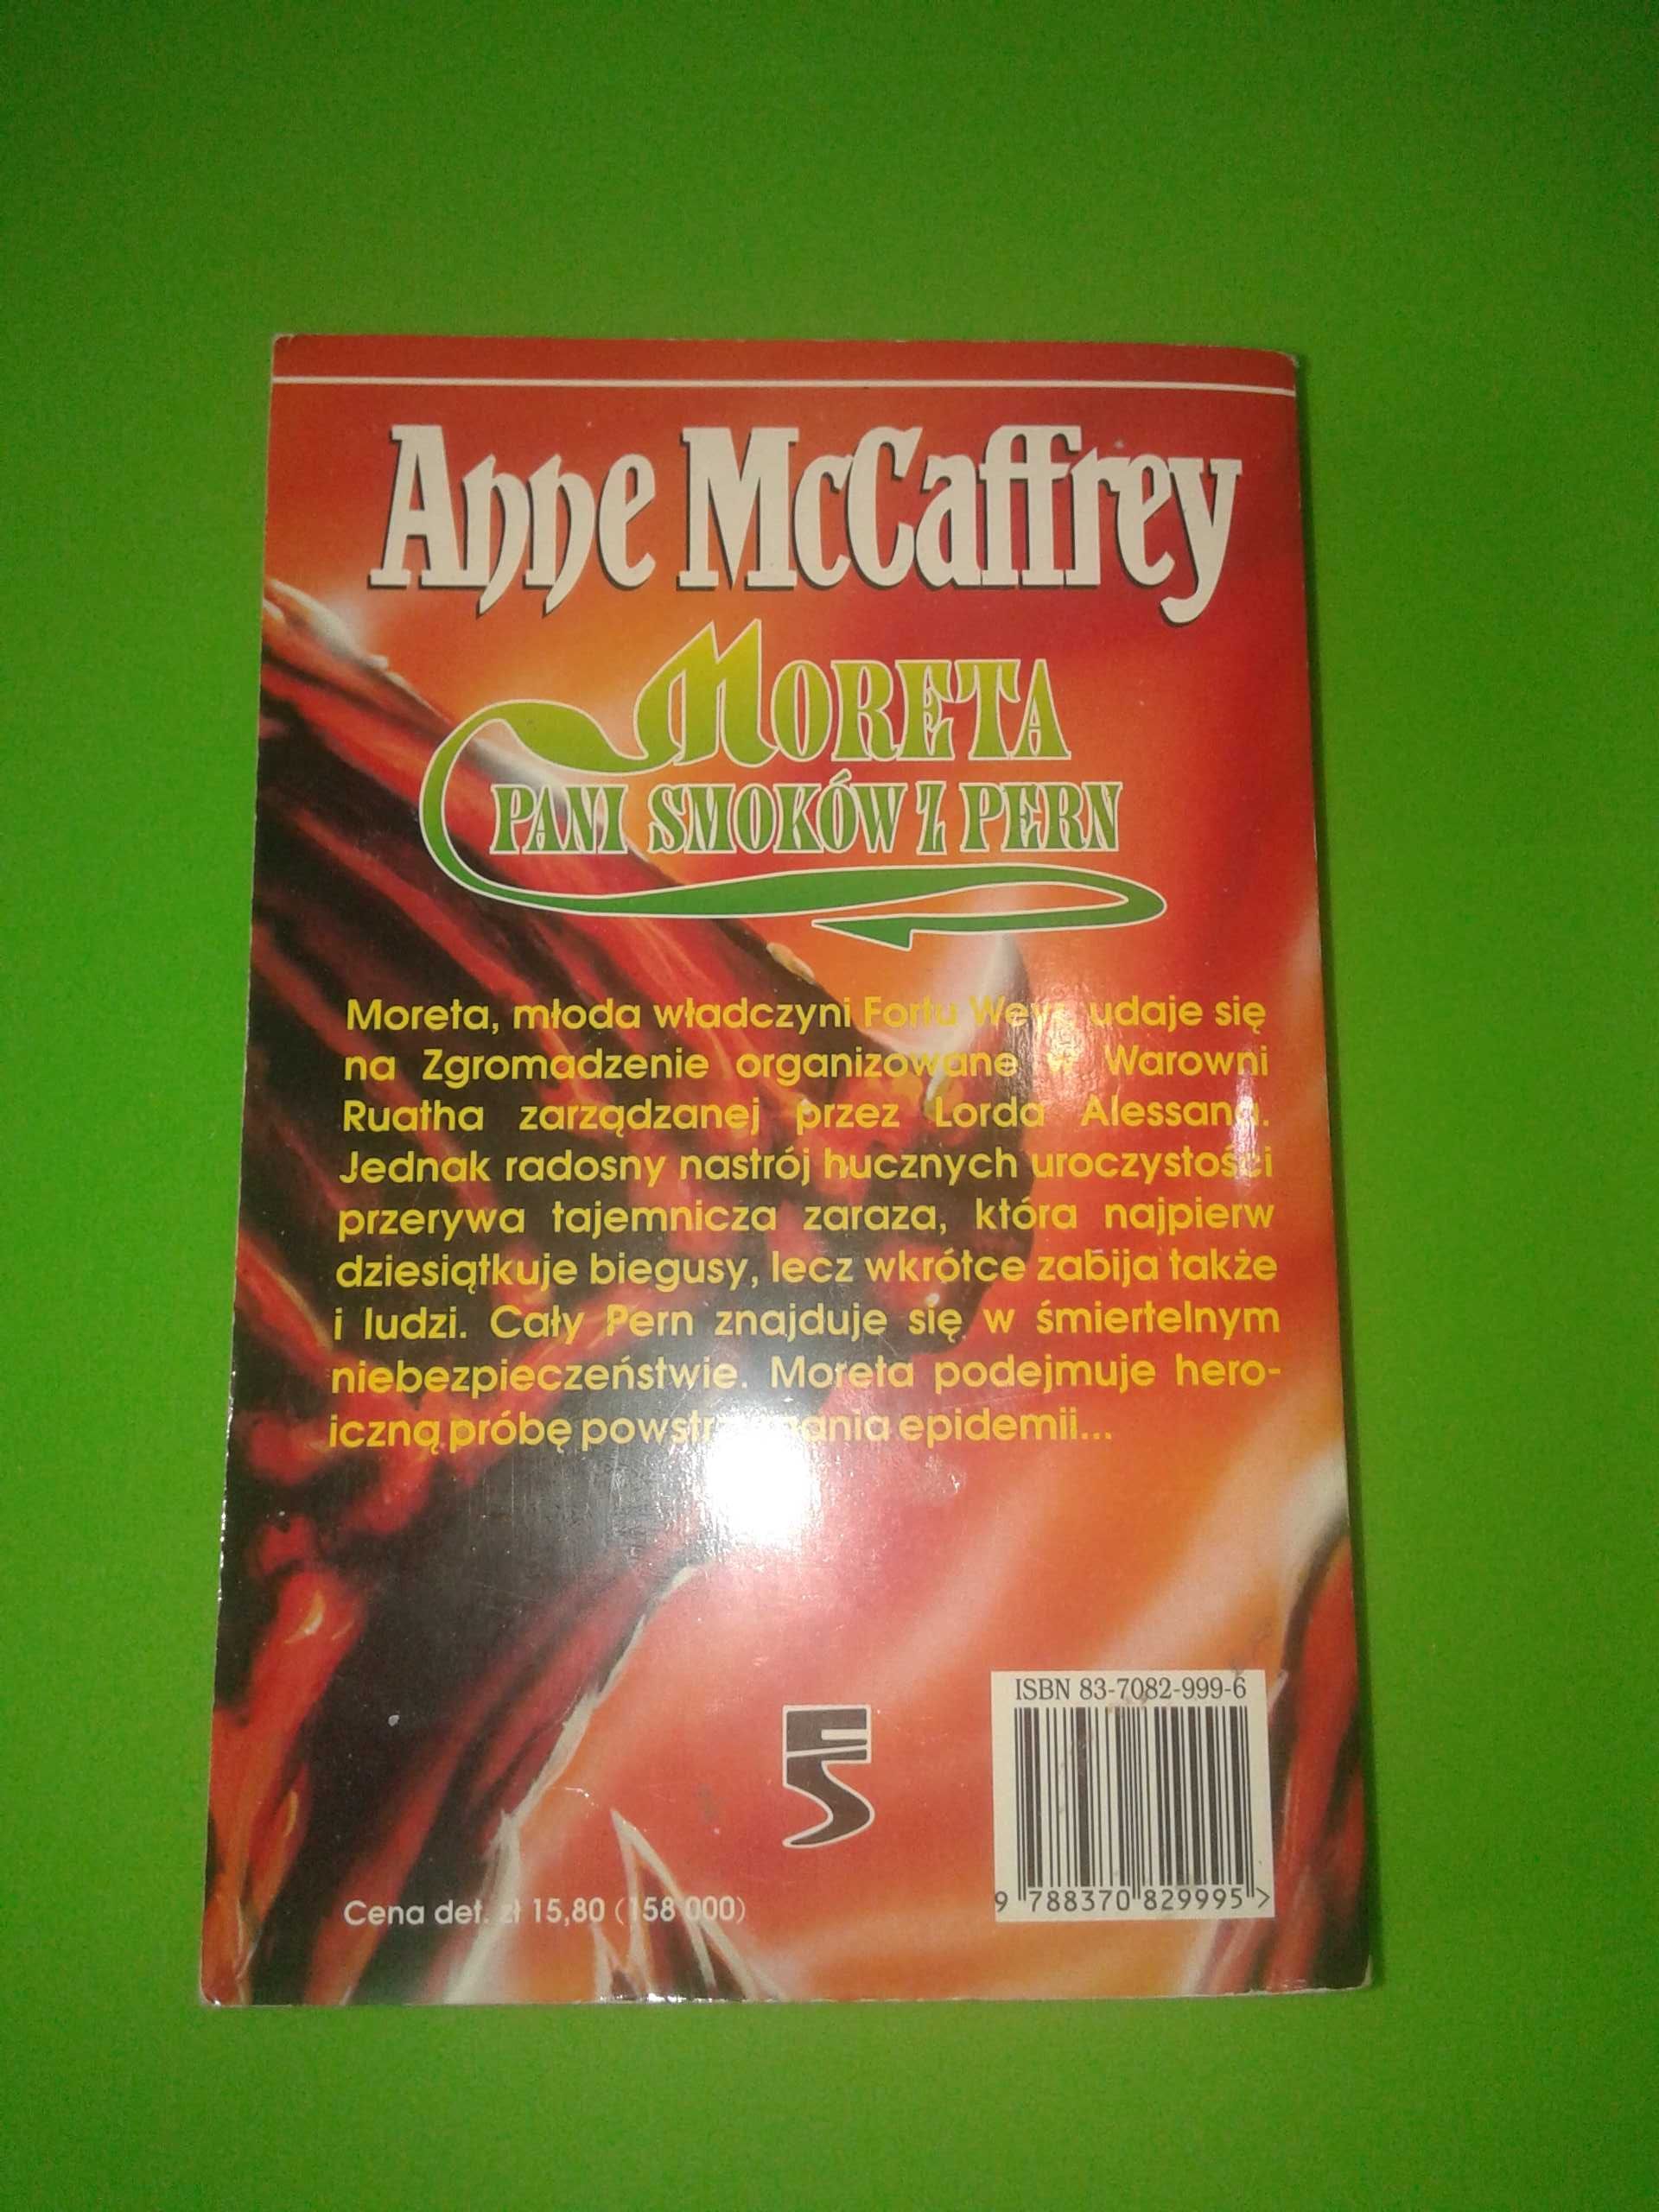 Anne McCaffrey
MORETA
PANI SMOKÓW Z PERN
Moreta, młoda władczyni Fortu Weyr udaje się
na Zgromadzenie organizowane w Warowni
Ruatha zarządzanej przez Lorda Alessana.
Jednak radosny nastrój hucznych uroczystości
przerywa tajemnicza zaraza, która najpierw
dziesiątkuje biegusy, lecz wkrótce zabija także
i ludzi. Cały Pern znajduje się w śmiertelnym
niebezpieczeństwie. Moreta podejmuje hero-
iczną próbę epidemii...
ISBN 83-7082-999-6
9 788370 829995 >
Cena det. zł 15,80 (158 000)